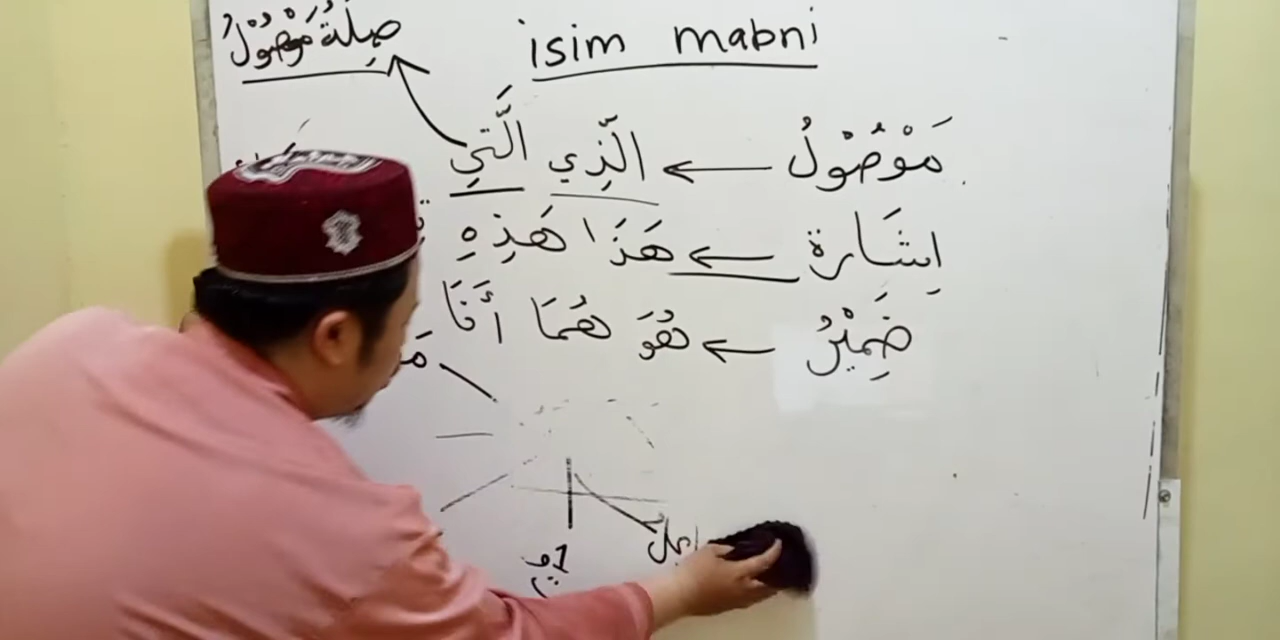 صِلَةُ مَوْصُوْلُ
isim mabni
مَوْصُوْلُ ← الَّذِي الَّتِي
اِشَارَة ← هَذَا هَذِهِ
ضَمِيْرُ ← هُوَ هُمَا أَنَا